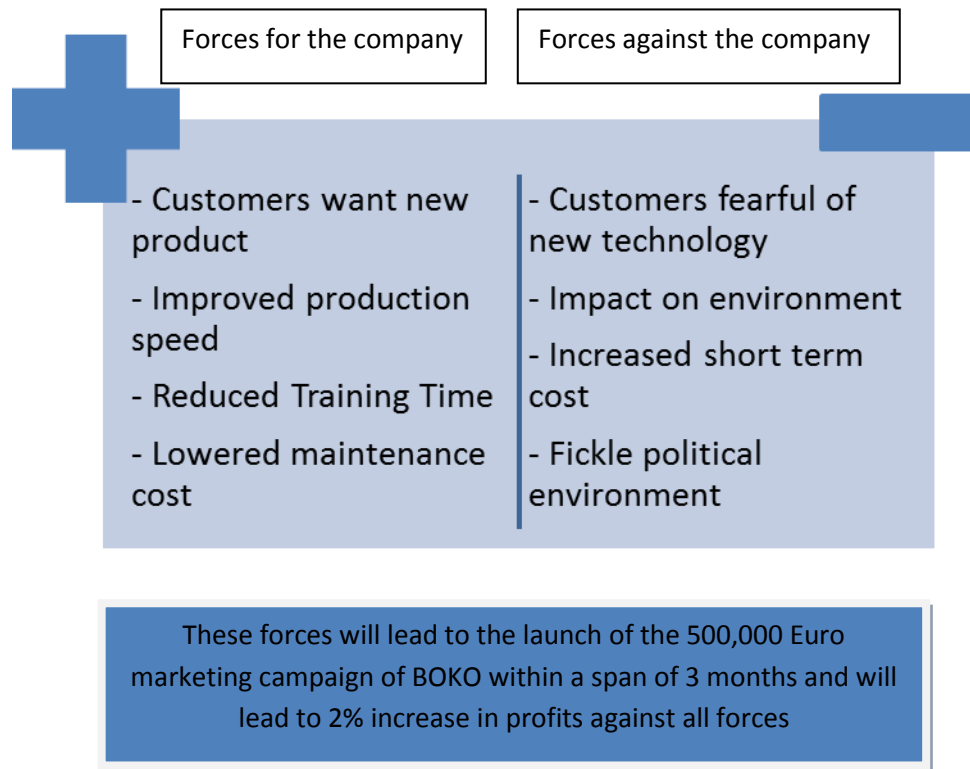 Forces for the company
Forces against the company
- Customers want new
product
- Improved production
speed
- Reduced Training Time
- Lowered maintenance
cost
- Customers fearful of
new technology
- Impact on environment
- Increased short term
cost
- Fickle political
environment
These forces will lead to the launch of the 500,000 Euro
marketing campaign of BOKO within a span of 3 months and will
lead to 2% increase in profits against all forces